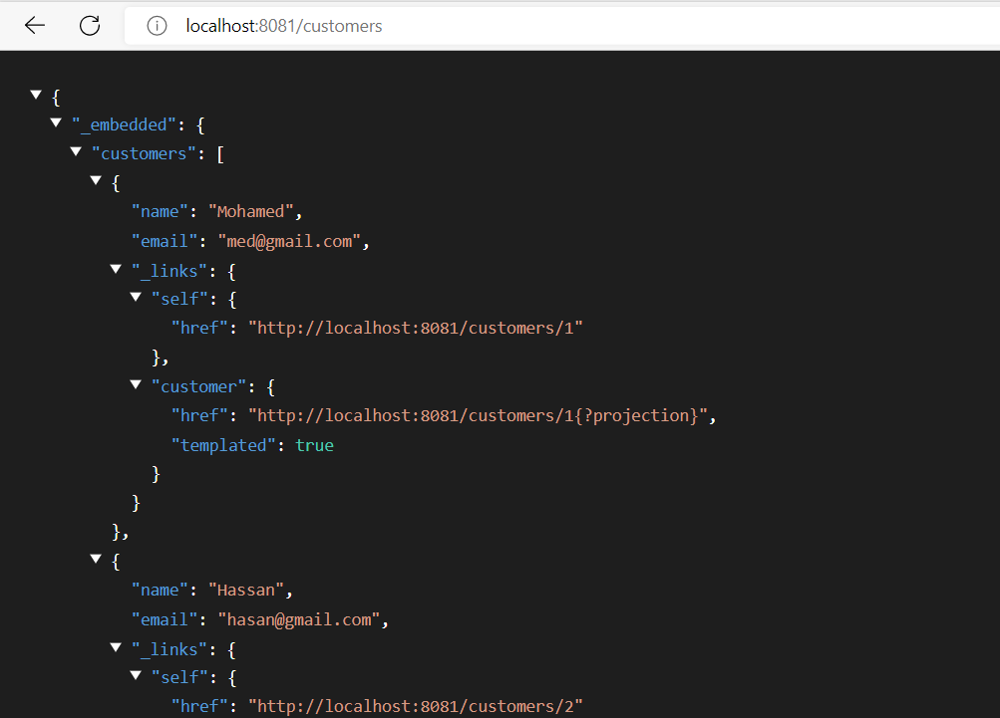 localhost:8081/customers
{
"_embedded": {
"customers": [
{
"name": "Mohamed",
"email": "med@gmail.com",
"_links": {
"self": {
"href": "http://localhost:8081/customers/1"
},
"customer": {
"href": "http://localhost:8081/customers/1{?projection}",
"templated": true
}
}
},
{
"name": "Hassan",
"email": "hasan@gmail.com",
"_links": {
"self": {
"href": "http://localhost:8081/customers/2"